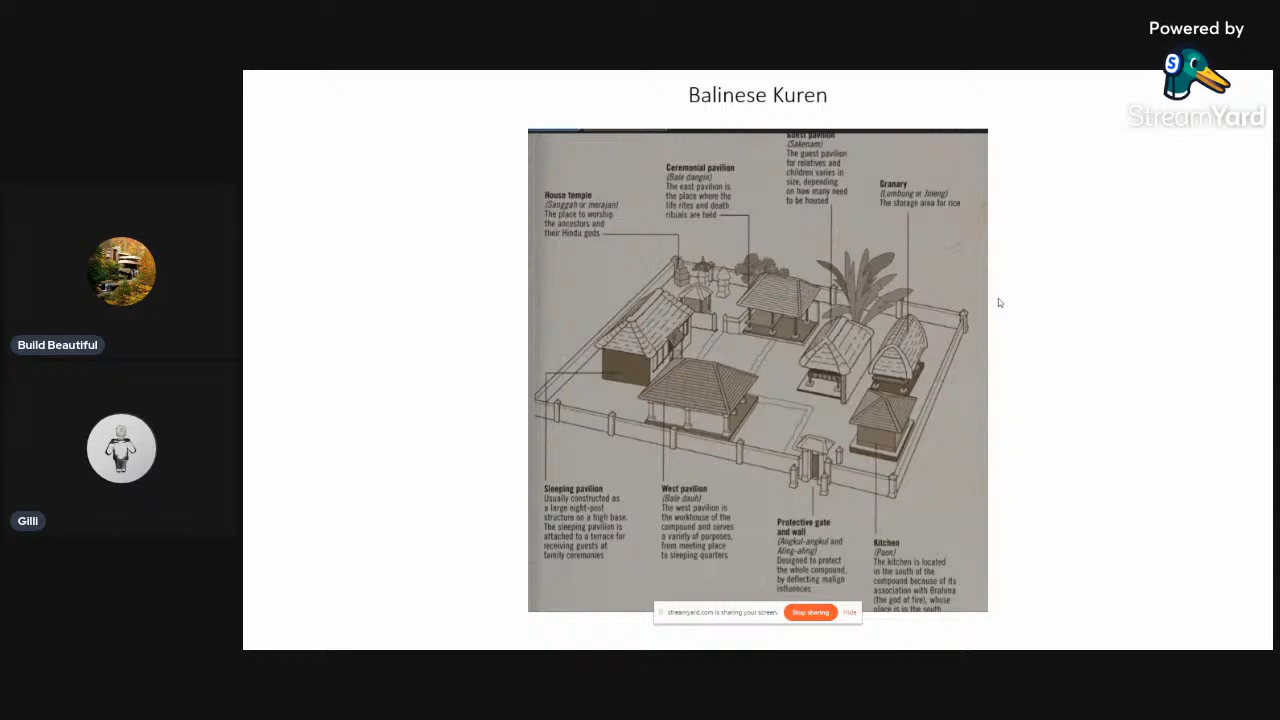 Powered by
StreamYard
Balinese Kuren
Guest pavilion
(Sakenam)
The guest pavilion
for relatives and
children varies in
size, depending
on how many need
to be housed
Ceremonial pavilion
(Bale dangin)
The east pavilion is
the place where the
life rites and death
rituals are held
Granary
(Lumbung or Jineng)
The storage area for rice
House temple
(Sanggah or merajan)
The place to worship
the ancestors and
their Hindu gods
Build Beautiful
Gilli
Sleeping pavilion
Usually constructed as
a large eight-post
structure on a high base.
The sleeping pavilion is
attached to a terrace for
receiving guests at
family ceremonies
West pavilion
(Bale dauh)
The west pavilion is
the workhouse of the
compound and serves
a variety of purposes,
from meeting place
to sleeping quarters
Protective gate
and wall
(Angkul-angkul and
Aling-aling)
Designed to protect
the whole compound,
by deflecting malign
influences
Kitchen
(Paon)
The kitchen is located
in the south of the
compound because of its
association with Brahma
(the god of fire), whose
place is in the south
streamyard.com is sharing your screen.
Stop sharing
Hide